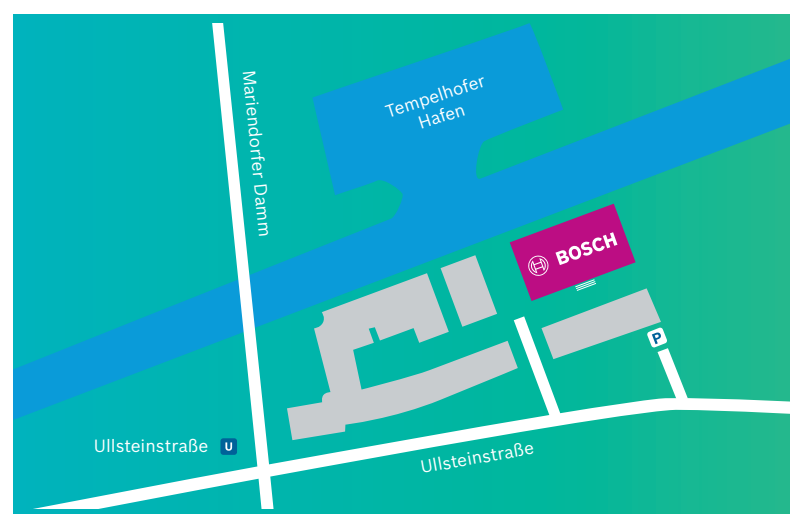 Tempelhofer
Hafen
Mariendorfer Damm
BOSCH
P
Ullsteinstraße U
Ullsteinstraße